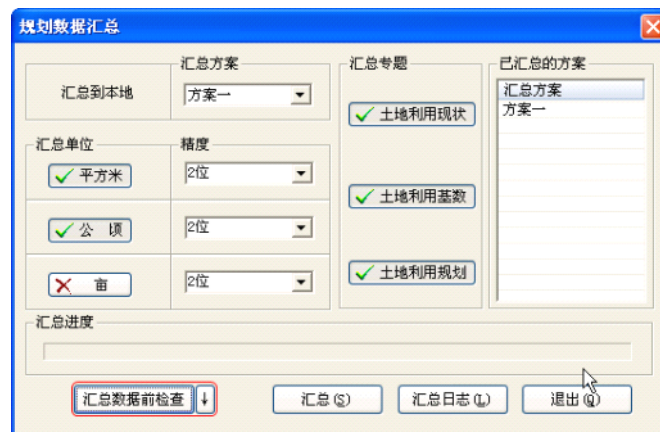 规划数据汇总
汇总到本地
汇总方案
方案一
汇总单位
精度
平方米
2位
公 顷
2位
亩
2位
汇总专题
土地利用现状
土地利用基数
土地利用规划
已汇总的方案
汇总方案
方案一
汇总进度
汇总数据前检查 ↓
汇总(S)
汇总日志(L)
退出(Q)